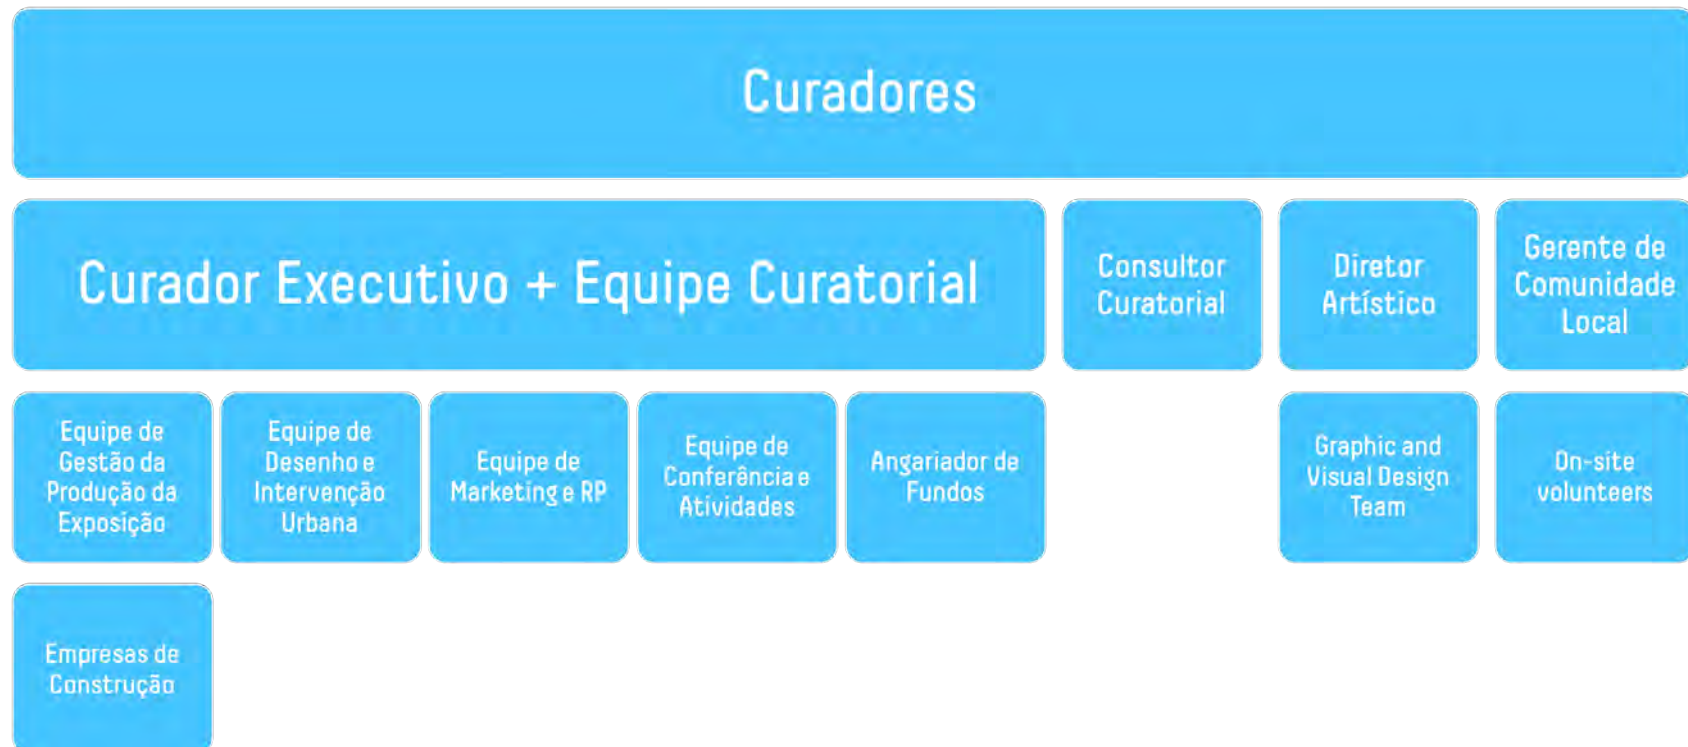 Curadores
Curador Executivo + Equipe Curatorial
Consultor
Curatorial
Diretor
Artístico
Gerente de
Comunidade
Local
Equipe de
Gestão da
Produção da
Exposição
Equipe de
Desenho e
Intervenção
Urbana
Equipe de
Marketing e RP
Equipe de
Conferência e
Atividades
Angariador de
Fundos
Graphic and
Visual Design
Team
On-site
volunteers
Empresas de
Construção